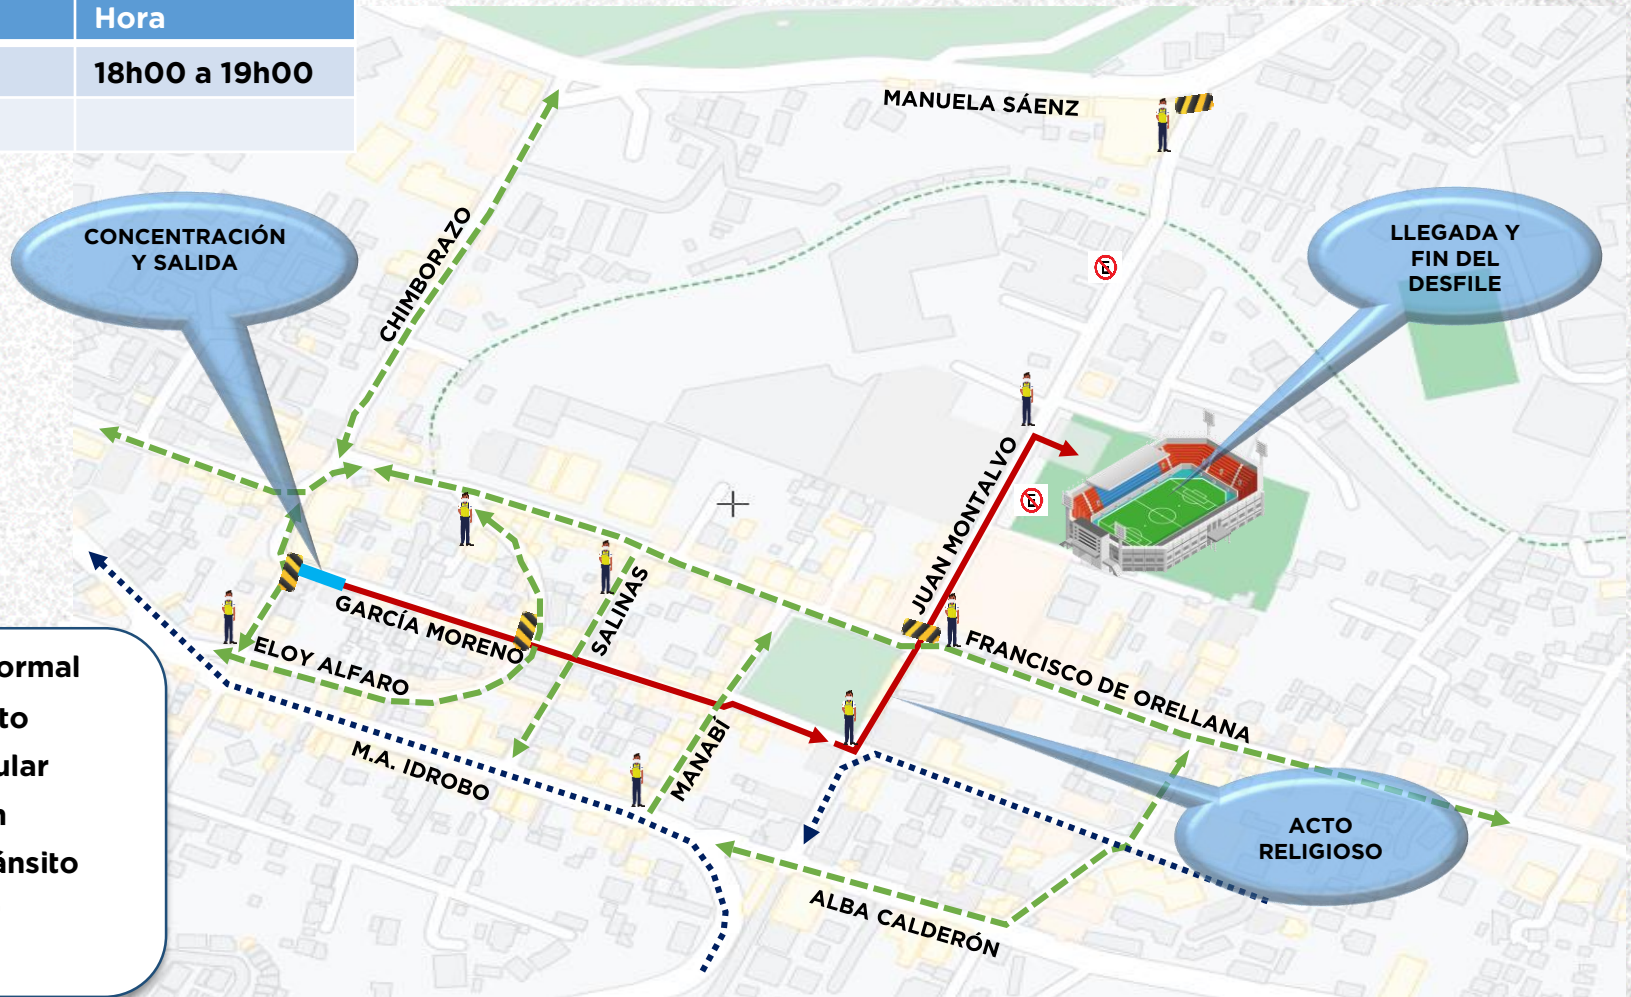 Hora
18h00 a 19h00
MANUELA SÁENZ
CONCENTRACIÓN
Y SALIDA
CHIMBORAZO
LLEGADA Y
FIN DEL
DESFILE
JUAN MONTALVO
GARCÍA MORENO
SALINAS
ELOY ALFARO
FRANCISCO DE ORELLANA
MANABÍ
M.A. IDROBO
ACTO
RELIGIOSO
ALBA CALDERÓN
ormal
to
ular
n
ánsito